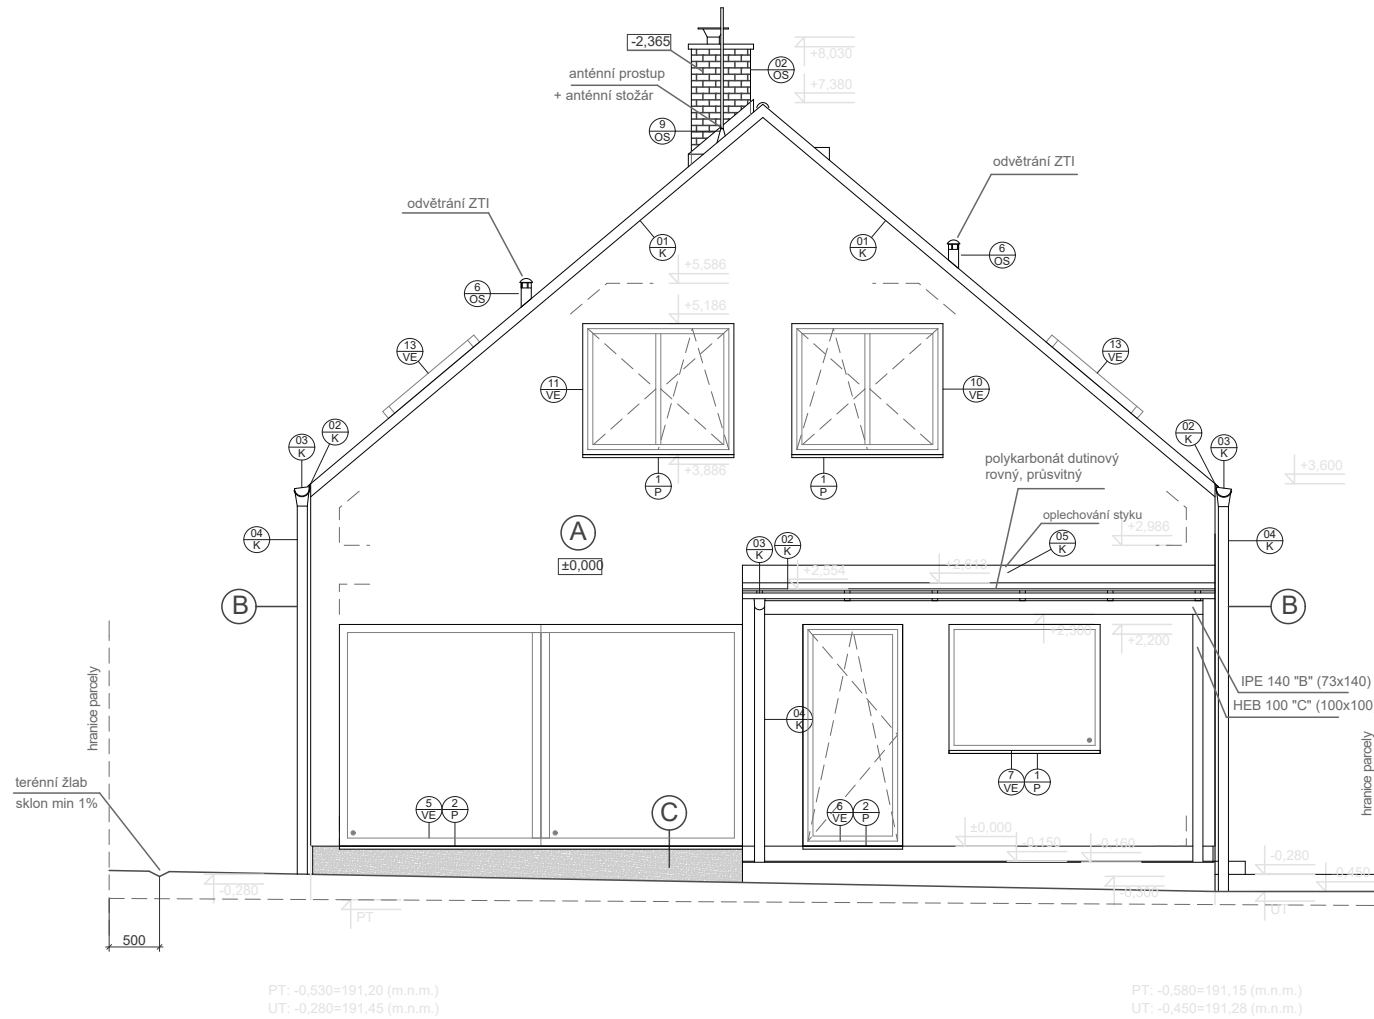 -2,365
anténní prostup
+ anténní stožár
02
OS
+8,030
+7,380
9
OS
odvětrání ZTI
odvětrání ZTI
01
K
01
K
6
OS
6
OS
+5,586
+5,186
13
VE
13
VE
11
VE
10
VE
03
K
02
K
02
K
03
K
polykarbonát dutinový
rovný, průsvitný
+3,886
+3,600
1
P
1
P
oplechování styku
+2,986
04
K
A
±0,000
03
K
02
K
05
K
04
K
+2,554
B
B
+2,300
+2,200
hranice parcely
IPE 140 "B" (73x140)
HEB 100 "C" (100x100
04
K
hranice parcely
terénní žlab
sklon min 1%
7
VE
1
P
5
VE
2
P
C
6
VE
2
P
±0,000
-0,150
-0,160
-0,280
-0,450
-0,280
-0,300
PT
UT
500
PT: -0,530=191,20 (m.n.m.)
UT: -0,280=191,45 (m.n.m.)
PT: -0,580=191,15 (m.n.m.)
UT: -0,450=191,28 (m.n.m.)